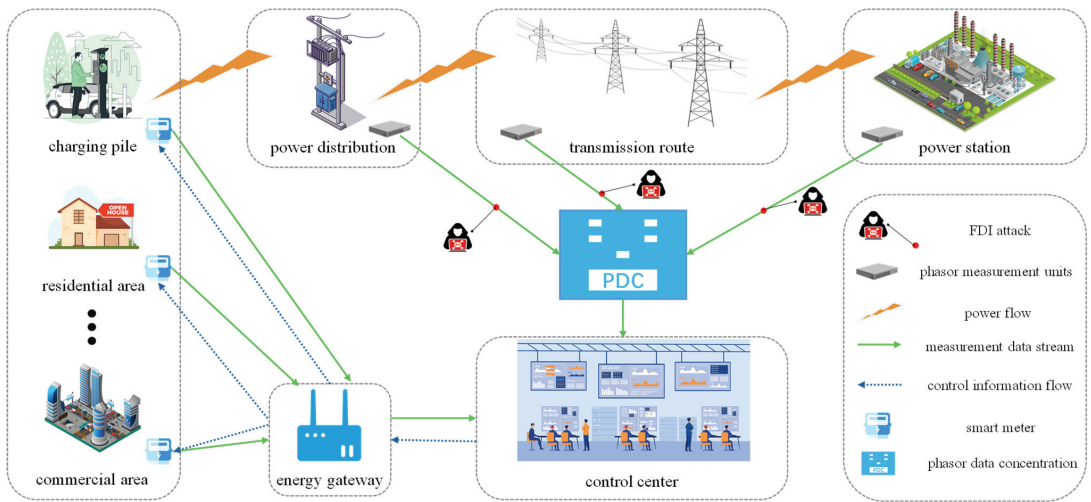 charging pile
power distribution
transmission route
power station
OPEN
HOUSE
residential area
commercial area
energy gateway
PDC
control center
FDI attack
phasor measurement units
power flow
measurement data stream
control information flow
smart meter
PDC
phasor data concentration